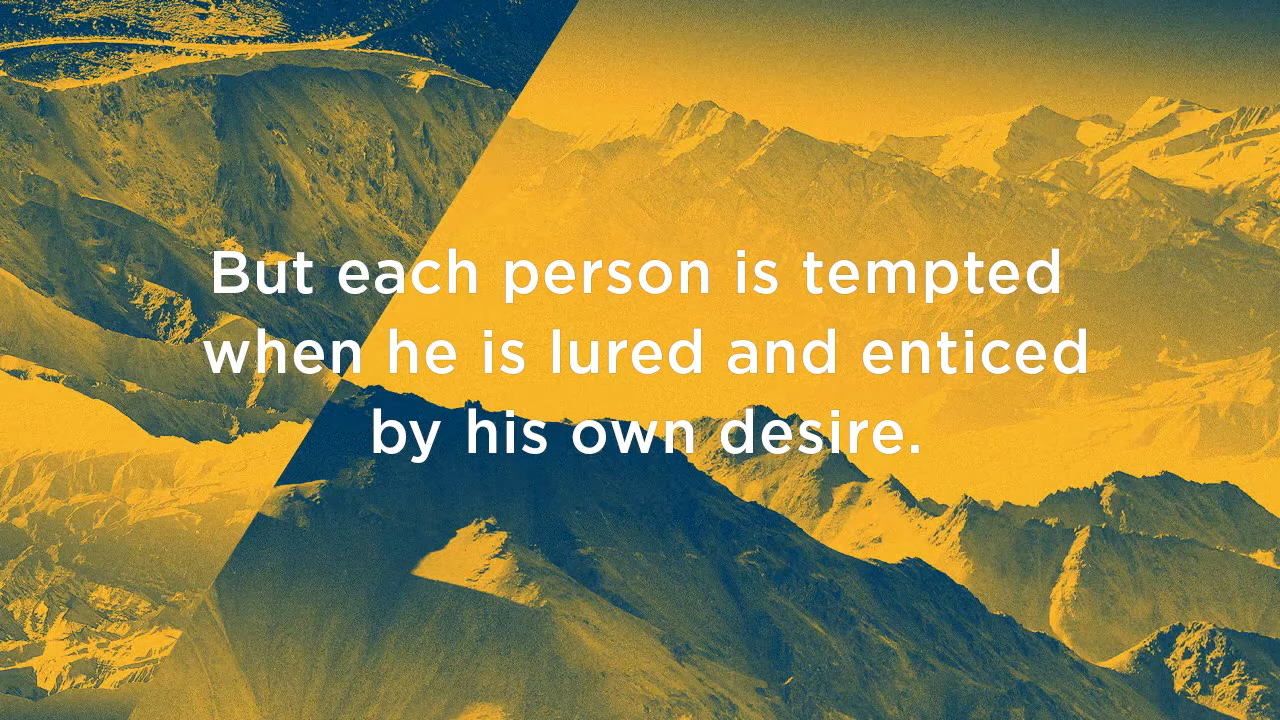 But each person is tempted
when he is lured and enticed
by his own desire.